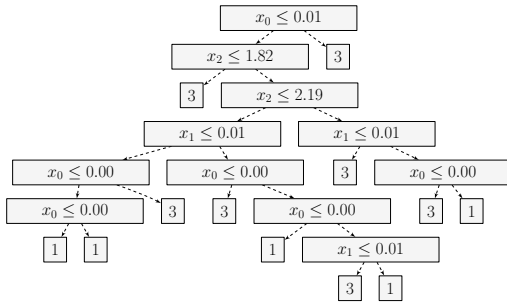 x₀ ≤ 0.01
x₂ ≤ 1.82 3
3 x₂ ≤ 2.19
x₁ ≤ 0.01 x₁ ≤ 0.01
x₀ ≤ 0.00 x₀ ≤ 0.00 3 x₀ ≤ 0.00
x₀ ≤ 0.00 3 3 x₀ ≤ 0.00 3 1
1 1 1 x₁ ≤ 0.01
3 1